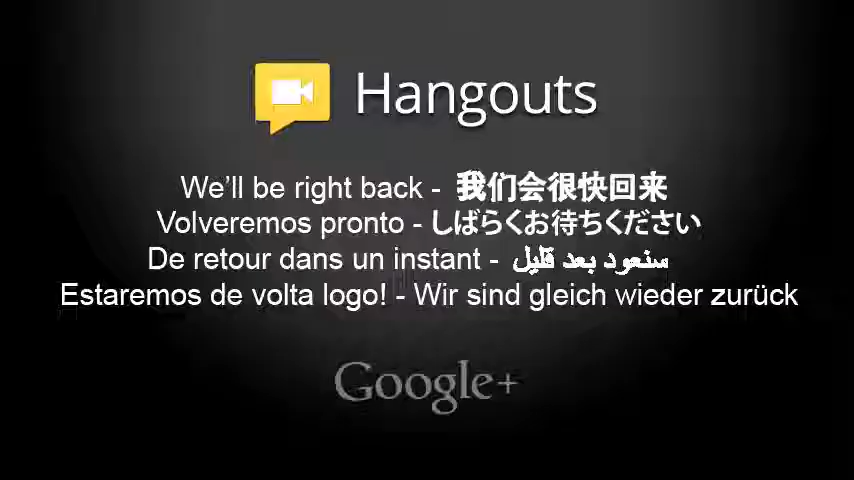 Hangouts
We'll be right back - 我们会很快回来
Volveremos pronto - しばらくお待ちください
De retour dans un instant - سنعود بعد قليل
Estaremos de volta logo! - Wir sind gleich wieder zurück
Google+